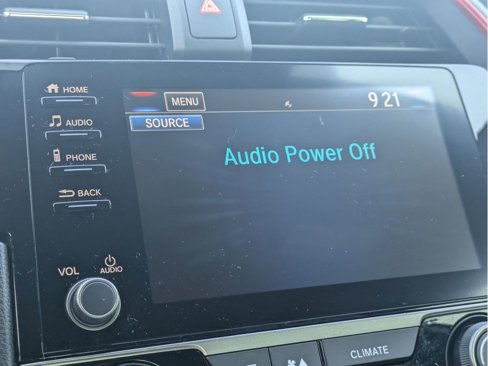 HOME
MENU
9 21
AUDIO
SOURCE
Audio Power Off
PHONE
BACK
VOL
AUDIO
CLIMATE